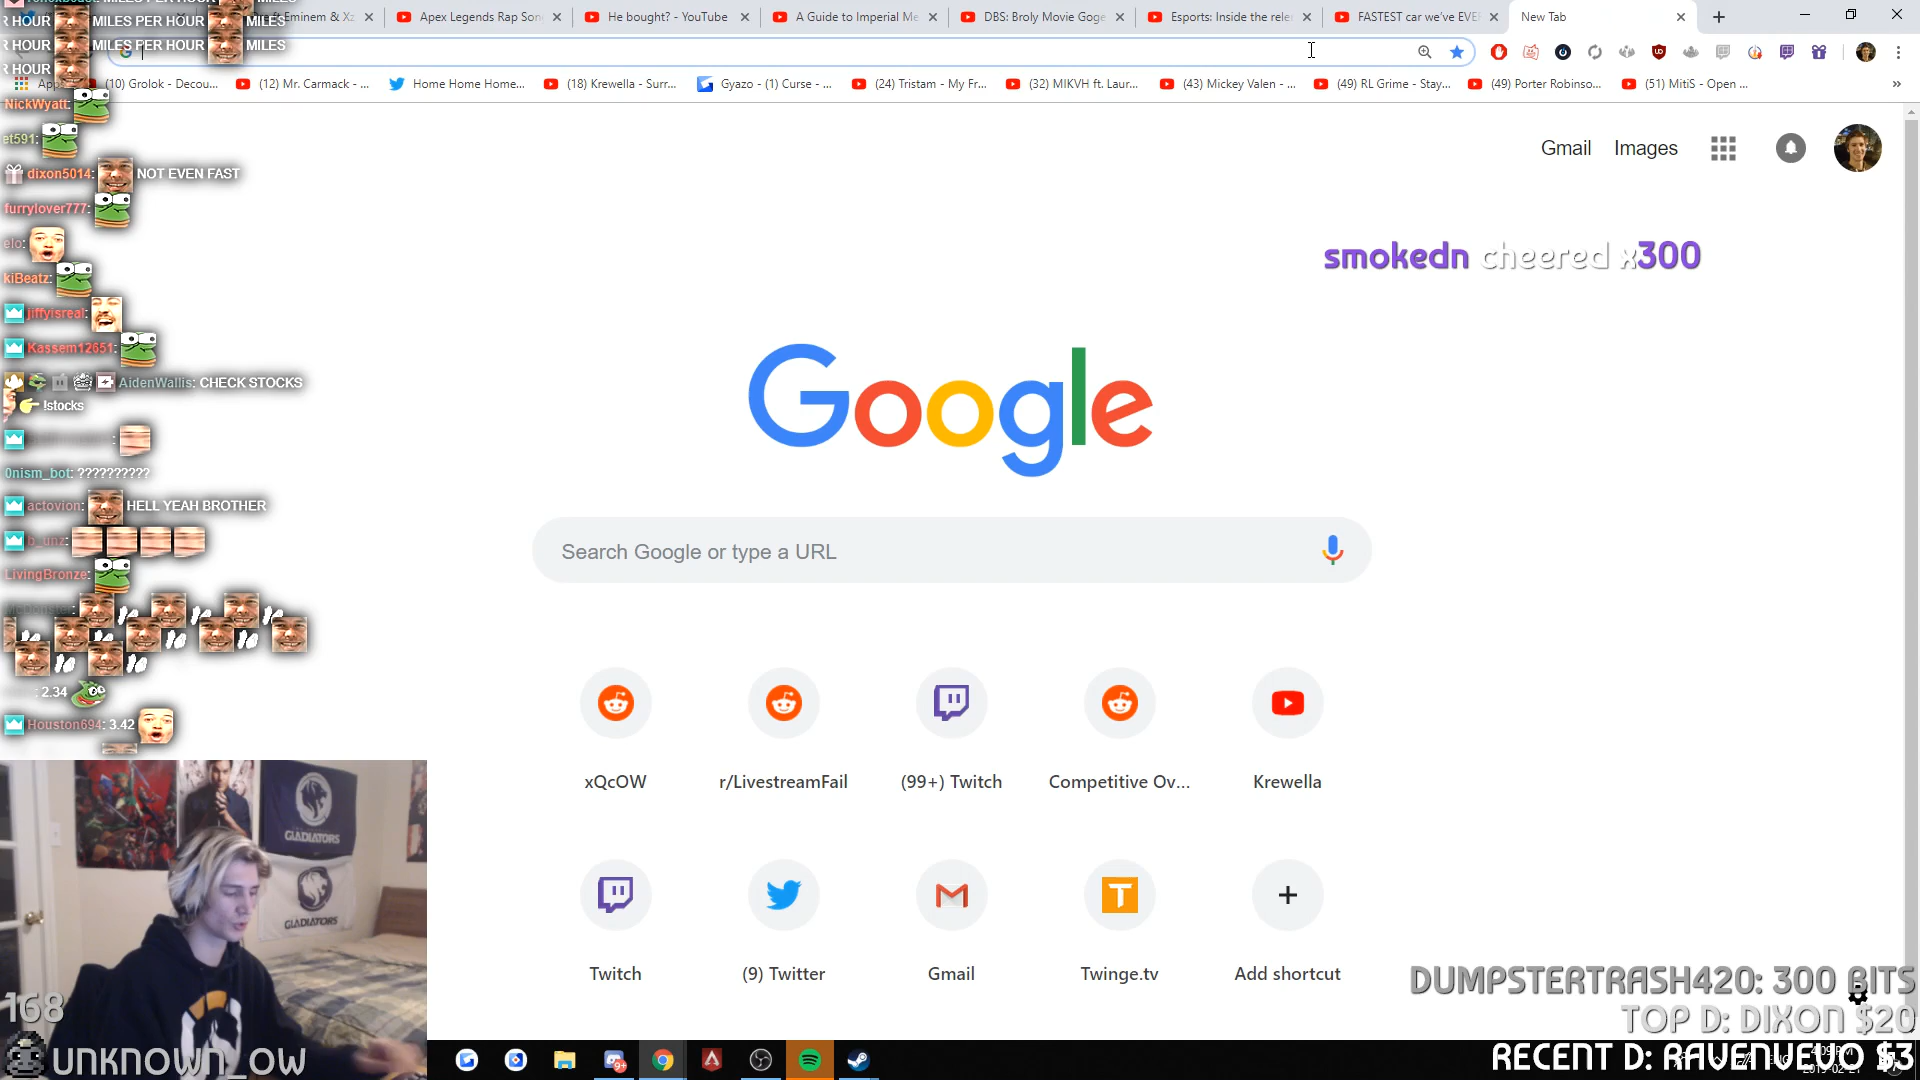 Eminem & Xz
Apex Legends Rap Son
He bought? - YouTube
A Guide to Imperial Me
DBS: Broly Movie Goge
Esports: Inside the rele
FASTEST car we've EVE
New Tab
(10) Grolok - Decou...
(12) Mr. Carmack - ...
Home Home Home...
(18) Krewella - Surr...
Gyazo - (1) Curse - ...
(24) Tristam - My Fr...
(32) MIKVH ft. Laur...
(43) Mickey Valen - ...
(49) RL Grime - Stay...
(49) Porter Robinso...
(51) MitiS - Open ...
Gmail
Images
smokedn cheered x300
Google
Search Google or type a URL
xQcOW
r/LivestreamFail
(99+) Twitch
Competitive Ov...
Krewella
Twitch
(9) Twitter
Gmail
Twinge.tv
Add shortcut
R HOUR MILES PER HOUR MILES
R HOUR MILES PER HOUR MILES
R HOUR
NickWyatt:
et591:
dixon5014: NOT EVEN FAST
furrylover777:
elo:
kiBeatz:
jiffyisreal:
Kassem12651:
AidenWallis: CHECK STOCKS
!stocks
0nism_bot: ??????????
actovion: HELL YEAH BROTHER
b_unz:
LivingBronze:
: 2.34
Houston694: 3.42
GLADIATORS
GLADIATORS
168
UNKNOWN_OW
DUMPSTERTRASH420: 300 BITS
TOP D: DIXON $20
RECENT D: RAVENVEVO $3